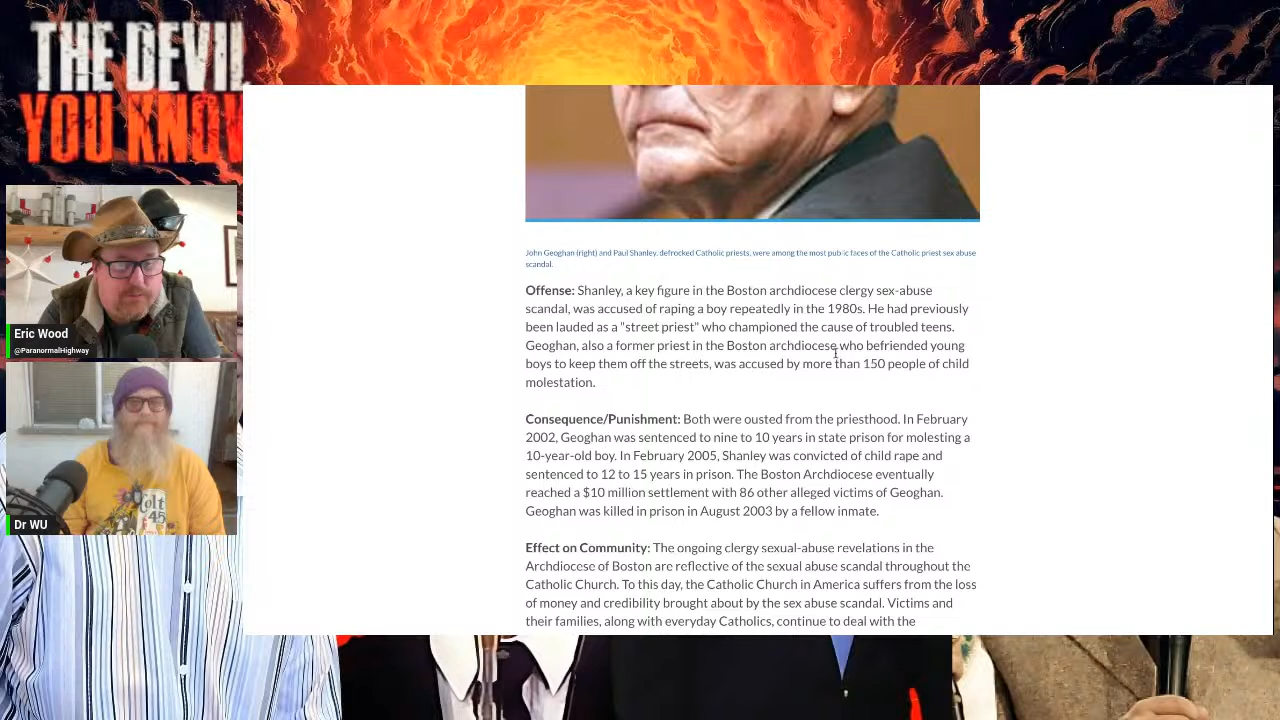 THE DEVIL
YOU KNOW
Eric Wood
@ParanormalHighway
Colt
45
Dr WU
John Geoghan (right) and Paul Shanley, defrocked Catholic priests, were among the most public faces of the Catholic priest sex abuse
scandal.
Offense: Shanley, a key figure in the Boston archdiocese clergy sex-abuse
scandal, was accused of raping a boy repeatedly in the 1980s. He had previously
been lauded as a "street priest" who championed the cause of troubled teens.
Geoghan, also a former priest in the Boston archdiocese who befriended young
boys to keep them off the streets, was accused by more than 150 people of child
molestation.
Consequence/Punishment: Both were ousted from the priesthood. In February
2002, Geoghan was sentenced to nine to 10 years in state prison for molesting a
10-year-old boy. In February 2005, Shanley was convicted of child rape and
sentenced to 12 to 15 years in prison. The Boston Archdiocese eventually
reached a $10 million settlement with 86 other alleged victims of Geoghan.
Geoghan was killed in prison in August 2003 by a fellow inmate.
Effect on Community: The ongoing clergy sexual-abuse revelations in the
Archdiocese of Boston are reflective of the sexual abuse scandal throughout the
Catholic Church. To this day, the Catholic Church in America suffers from the loss
of money and credibility brought about by the sex abuse scandal. Victims and
their families, along with everyday Catholics, continue to deal with the